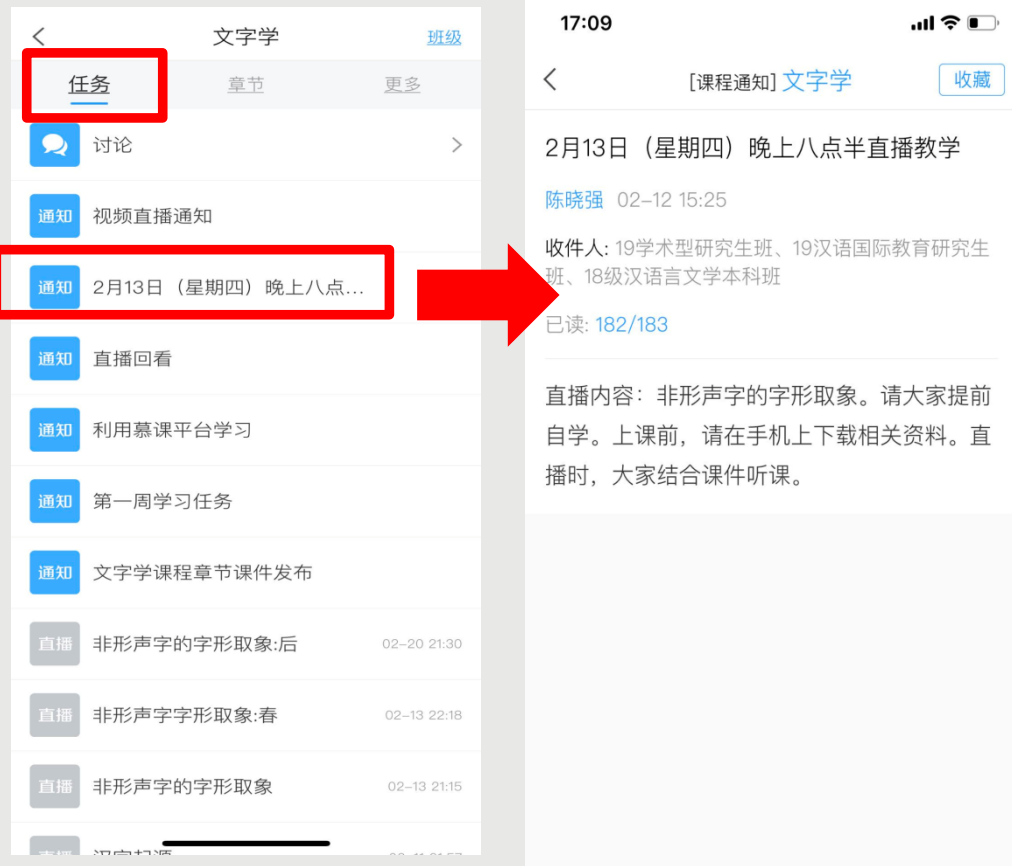 文字学
班级
任务
章节
更多
讨论
通知
视频直播通知
通知
2月13日（星期四）晚上八点...
通知
直播回看
通知
利用慕课平台学习
通知
第一周学习任务
通知
文字学课程章节课件发布
直播
非形声字的字形取象:后
02-20 21:30
直播
非形声字字形取象:春
02-13 22:18
直播
非形声字的字形取象
02-13 21:15
17:09
[课程通知] 文字学
收藏
2月13日（星期四）晚上八点半直播教学
陈晓强 02-12 15:25
收件人: 19学术型研究生班、19汉语国际教育研究生
班、18级汉语言文学本科班
已读: 182/183
直播内容：非形声字的字形取象。请大家提前
自学。上课前，请在手机上下载相关资料。直
播时，大家结合课件听课。